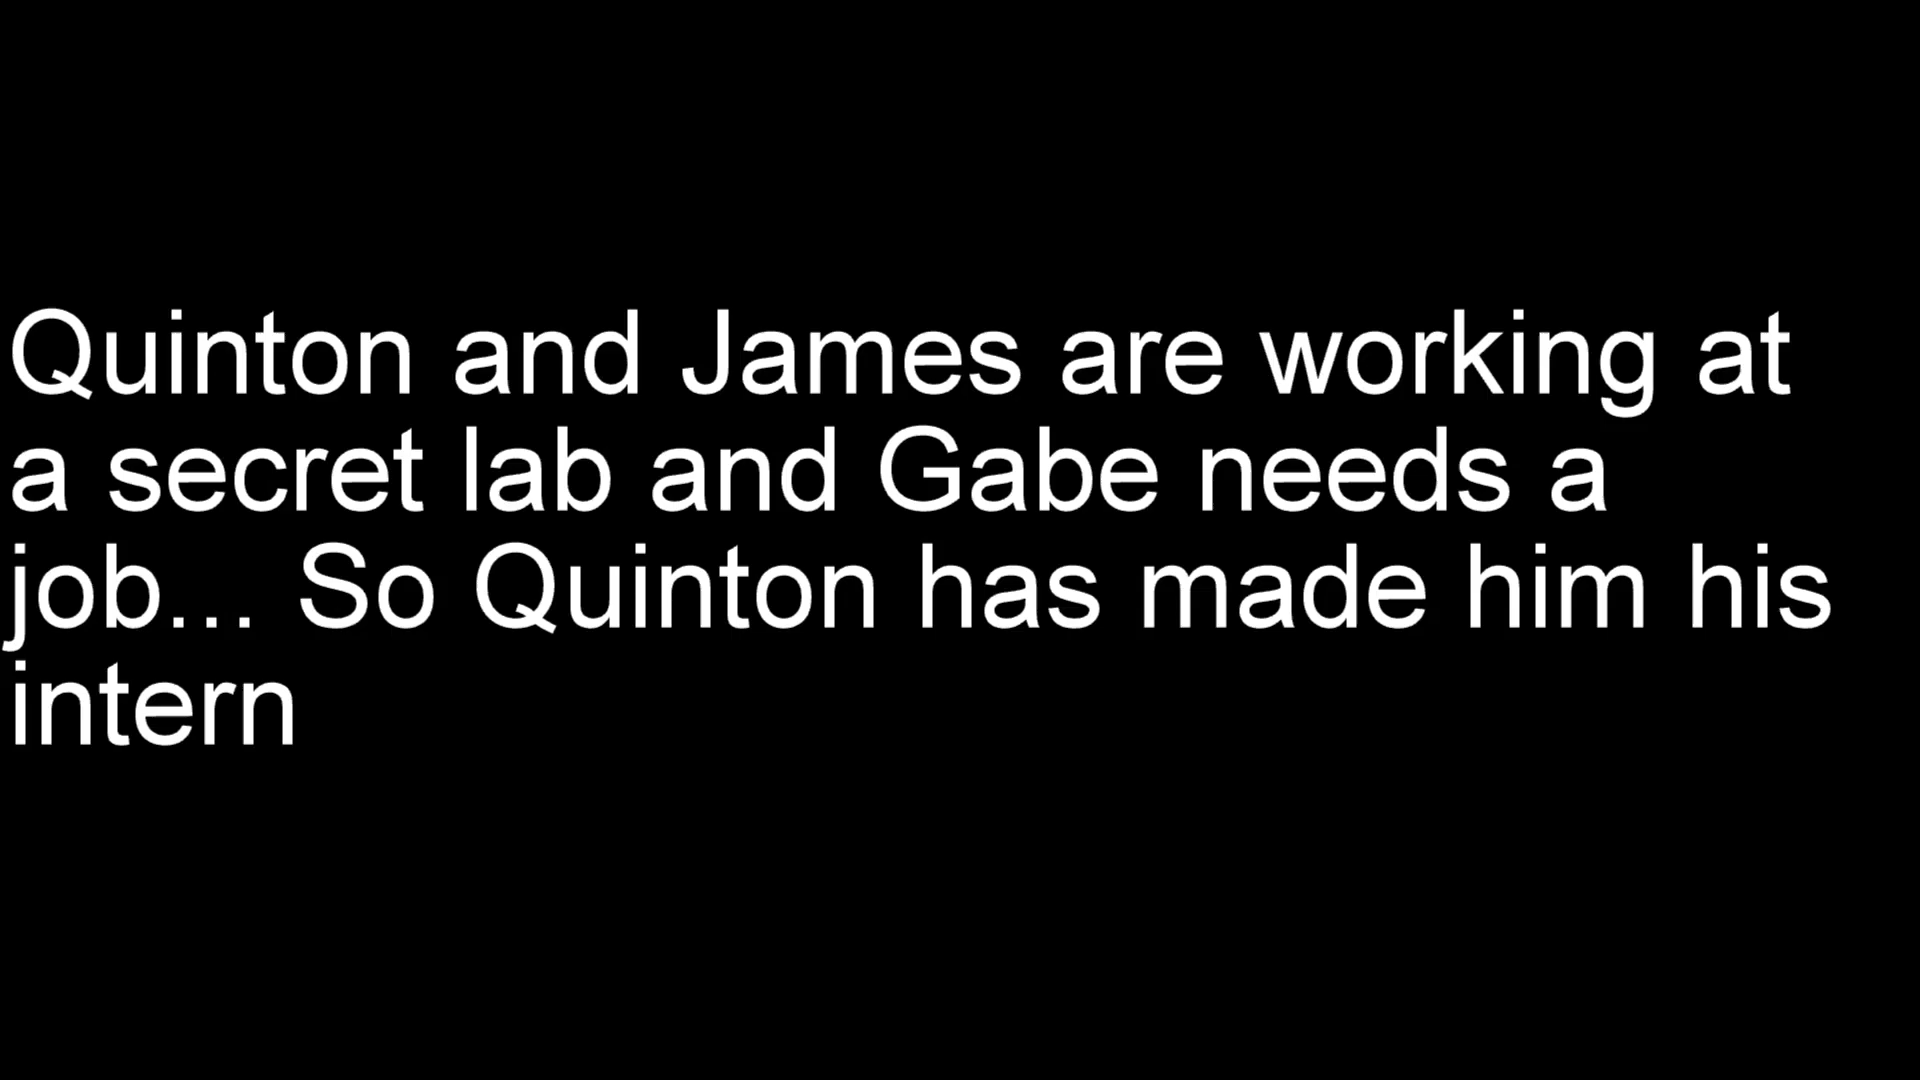 Quinton and James are working at
a secret lab and Gabe needs a
job... So Quinton has made him his
intern